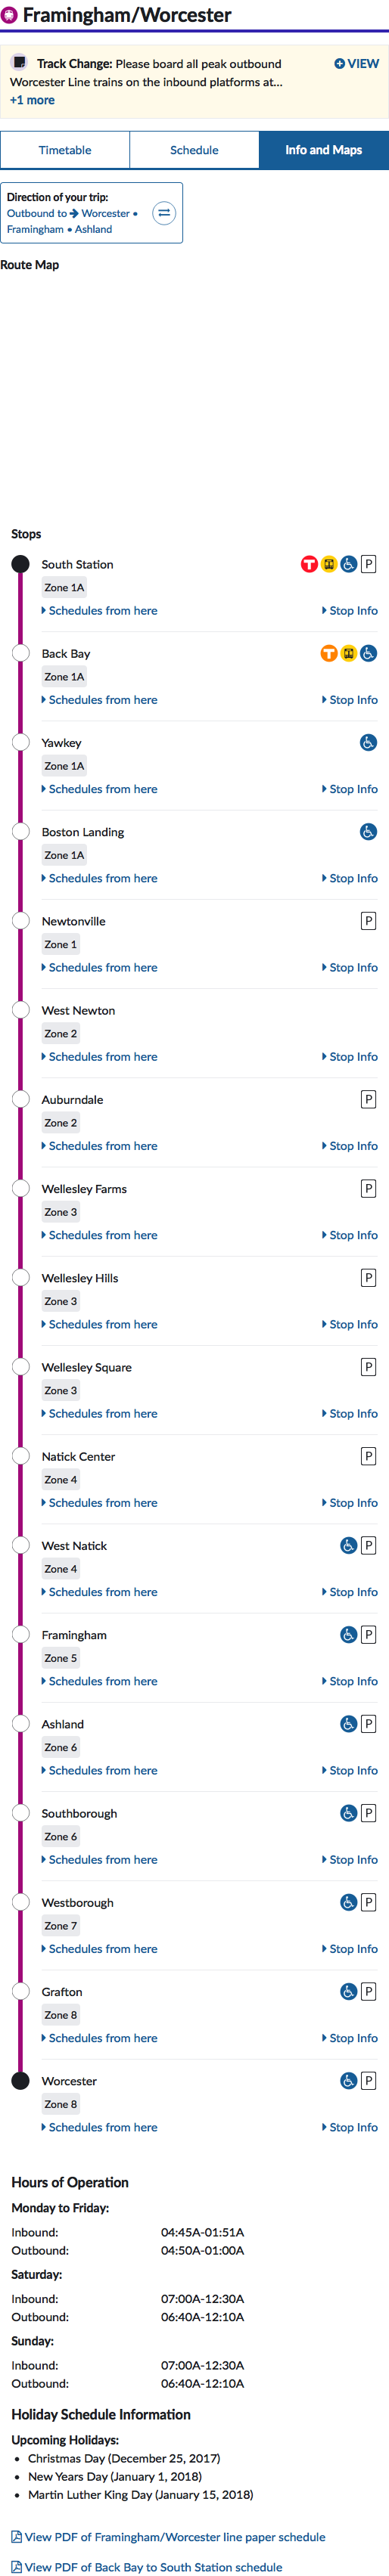 Framingham/Worcester
Track Change: Please board all peak outbound
VIEW
Worcester Line trains on the inbound platforms at...
+1 more
Timetable
Schedule
Info and Maps
Direction of your trip:
Outbound to Worcester •
Framingham • Ashland
Route Map
Stops
South Station
T
P
Zone 1A
Schedules from here
Stop Info
Back Bay
T
Zone 1A
Schedules from here
Stop Info
Yawkey
Zone 1A
Schedules from here
Stop Info
Boston Landing
Zone 1A
Schedules from here
Stop Info
Newtonville
P
Zone 1
Schedules from here
Stop Info
West Newton
Zone 2
Schedules from here
Stop Info
Auburndale
P
Zone 2
Schedules from here
Stop Info
Wellesley Farms
P
Zone 3
Schedules from here
Stop Info
Wellesley Hills
P
Zone 3
Schedules from here
Stop Info
Wellesley Square
P
Zone 3
Schedules from here
Stop Info
Natick Center
P
Zone 4
Schedules from here
Stop Info
West Natick
P
Zone 4
Schedules from here
Stop Info
Framingham
P
Zone 5
Schedules from here
Stop Info
Ashland
P
Zone 6
Schedules from here
Stop Info
Southborough
P
Zone 6
Schedules from here
Stop Info
Westborough
P
Zone 7
Schedules from here
Stop Info
Grafton
P
Zone 8
Schedules from here
Stop Info
Worcester
P
Zone 8
Schedules from here
Stop Info
Hours of Operation
Monday to Friday:
Inbound: 04:45A-01:51A
Outbound: 04:50A-01:00A
Saturday:
Inbound: 07:00A-12:30A
Outbound: 06:40A-12:10A
Sunday:
Inbound: 07:00A-12:30A
Outbound: 06:40A-12:10A
Holiday Schedule Information
Upcoming Holidays:
• Christmas Day (December 25, 2017)
• New Years Day (January 1, 2018)
• Martin Luther King Day (January 15, 2018)
View PDF of Framingham/Worcester line paper schedule
View PDF of Back Bay to South Station schedule